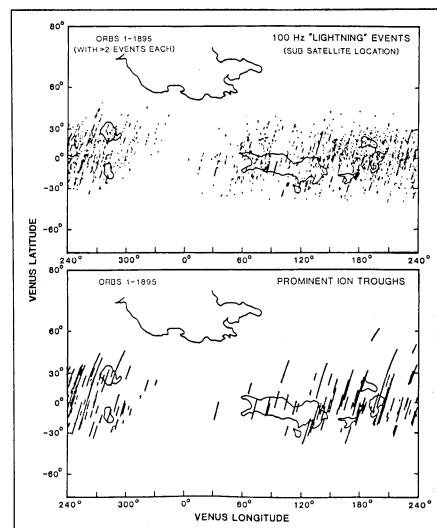 ORBS 1-1895
(WITH >2 EVENTS EACH)
100 Hz "LIGHTNING" EVENTS
(SUB SATELLITE LOCATION)
80°
60°
30°
0°
-30°
-60°
240° 300° 0° 60° 120° 180° 240°
80°
ORBS 1-1895
PROMINENT ION TROUGHS
60°
30°
0°
-30°
-60°
240° 300° 0° 60° 120° 180° 240°
VENUS LATITUDE
VENUS LONGITUDE